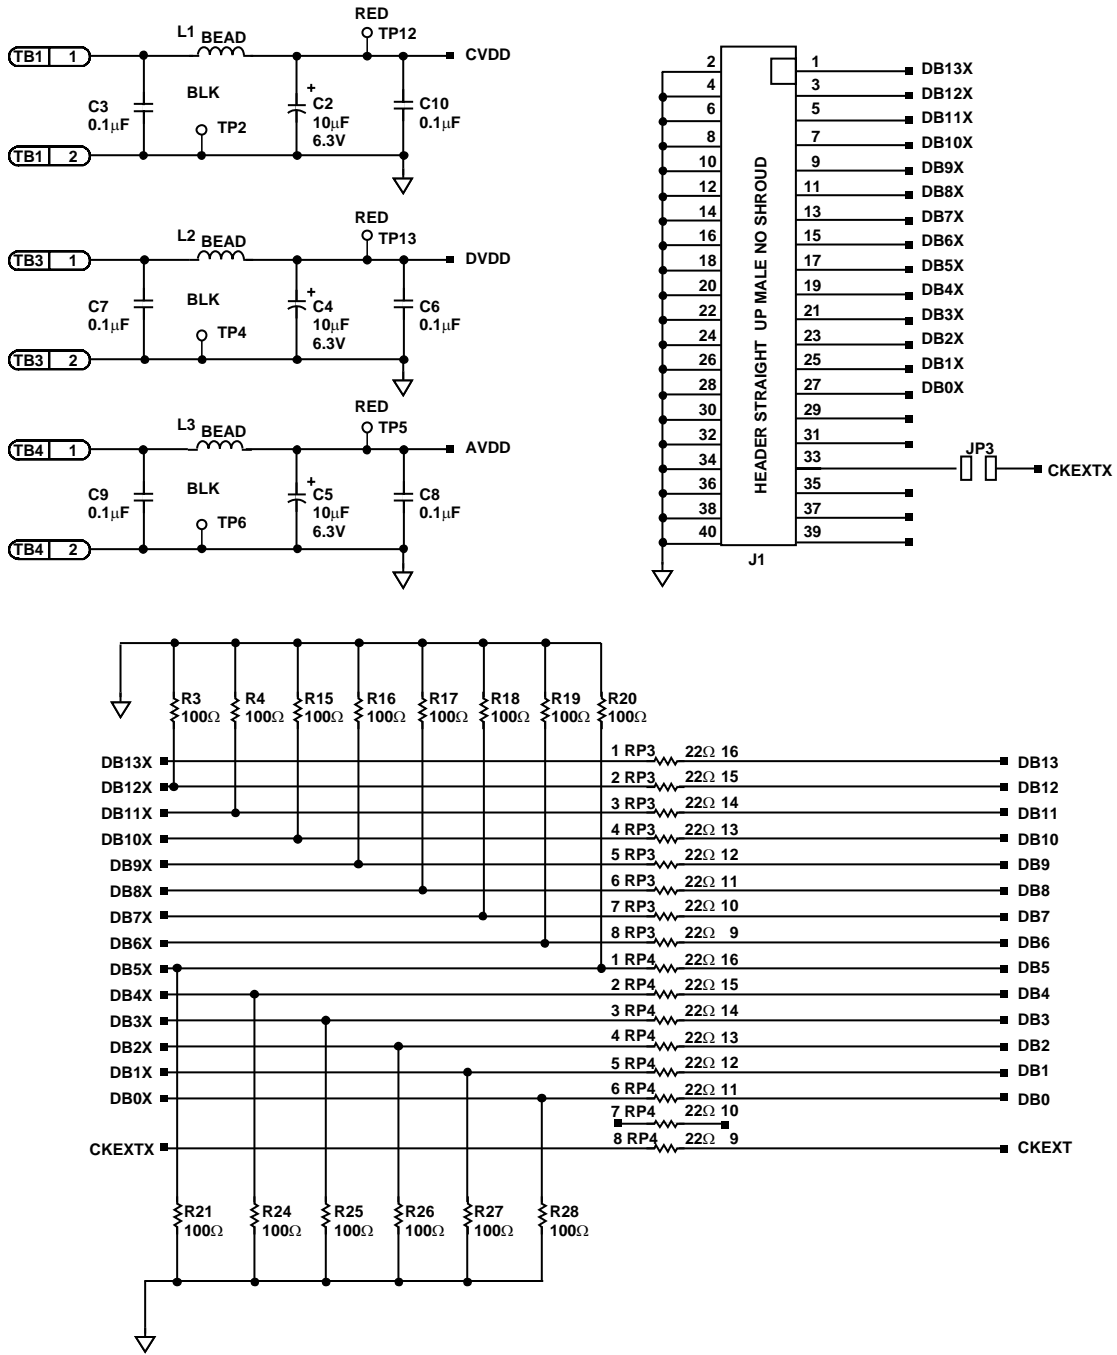 RED
L1 BEAD TP12
TB1 1 CVDD
C3 0.1μF
BLK
TP2
+ C2 10μF 6.3V
C10 0.1μF
TB1 2
RED
L2 BEAD TP13
TB3 1 DVDD
C7 0.1μF
BLK
TP4
+ C4 10μF 6.3V
C6 0.1μF
TB3 2
RED
L3 BEAD TP5
TB4 1 AVDD
C9 0.1μF
BLK
TP6
+ C5 10μF 6.3V
C8 0.1μF
TB4 2
2 1 DB13X
4 3 DB12X
6 5 DB11X
8 7 DB10X
10 9 DB9X
12 11 DB8X
14 13 DB7X
16 15 DB6X
18 17 DB5X
20 19 DB4X
22 21 DB3X
24 23 DB2X
26 25 DB1X
28 27 DB0X
30 29
32 31
34 33 JP3 CKEXTX
36 35
38 37
40 39
HEADER STRAIGHT UP MALE NO SHROUD
J1
R3 R4 R15 R16 R17 R18 R19 R20
100Ω 100Ω 100Ω 100Ω 100Ω 100Ω 100Ω 100Ω
DB13X 1 RP3 22Ω 16 DB13
DB12X 2 RP3 22Ω 15 DB12
DB11X 3 RP3 22Ω 14 DB11
DB10X 4 RP3 22Ω 13 DB10
DB9X 5 RP3 22Ω 12 DB9
DB8X 6 RP3 22Ω 11 DB8
DB7X 7 RP3 22Ω 10 DB7
DB6X 8 RP3 22Ω 9 DB6
DB5X 1 RP4 22Ω 16 DB5
DB4X 2 RP4 22Ω 15 DB4
DB3X 3 RP4 22Ω 14 DB3
DB2X 4 RP4 22Ω 13 DB2
DB1X 5 RP4 22Ω 12 DB1
DB0X 6 RP4 22Ω 11 DB0
7 RP4 22Ω 10
CKEXTX 8 RP4 22Ω 9 CKEXT
R21 R24 R25 R26 R27 R28
100Ω 100Ω 100Ω 100Ω 100Ω 100Ω